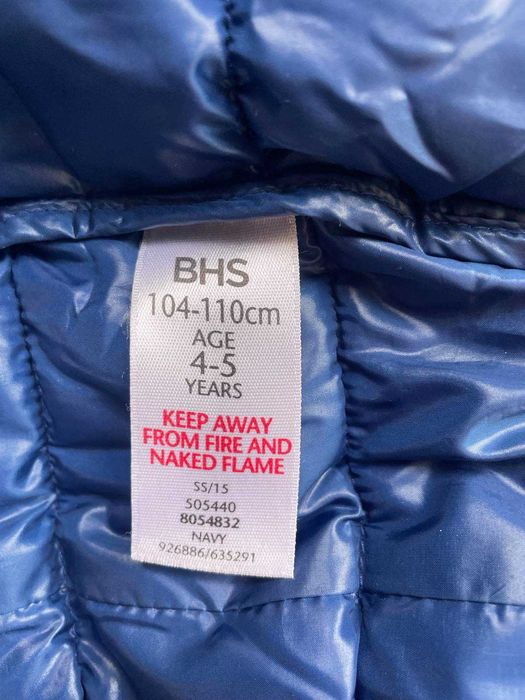 BHS
104-110cm
AGE
4-5
YEARS
KEEP AWAY
FROM FIRE AND
NAKED FLAME
SS/15
505440
8054832
NAVY
926886/635291